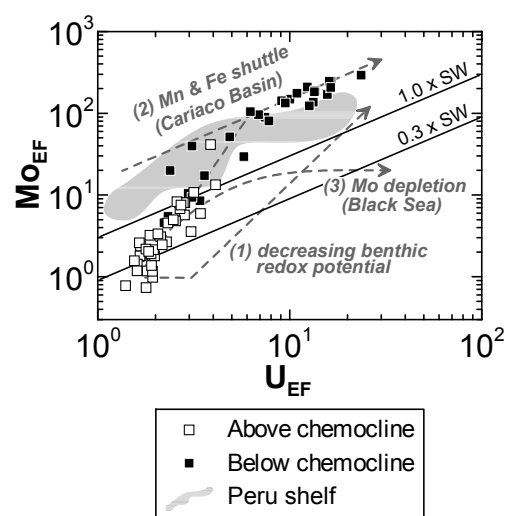 10³
10²
10¹
10⁰
Mo_EF
10⁰
10¹
10²
U_EF
(2) Mn & Fe shuttle
(Cariaco Basin)
1.0 x SW
0.3 x SW
(3) Mo depletion
(Black Sea)
(1) decreasing benthic
redox potential
Above chemocline
Below chemocline
Peru shelf